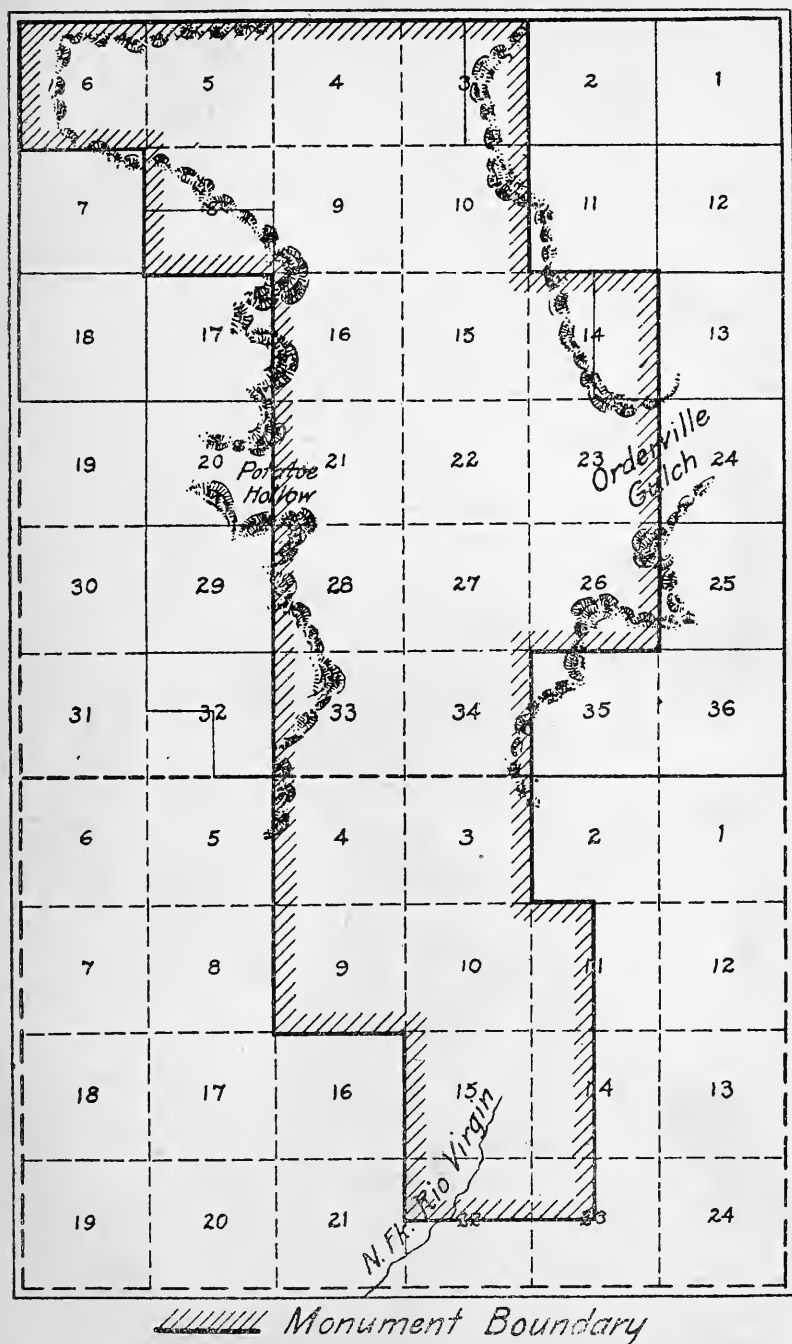 6 5 4 3 2 1
7 8 9 10 11 12
18 17 16 15 14 13
19 20 21 22 23 24
Potatoe
Hollow
Orderville
Gulch
30 29 28 27 26 25
31 32 33 34 35 36
6 5 4 3 2 1
7 8 9 10 11 12
18 17 16 15 14 13
19 20 21 22 23 24
N. Fk. Rio Virgin
Monument Boundary